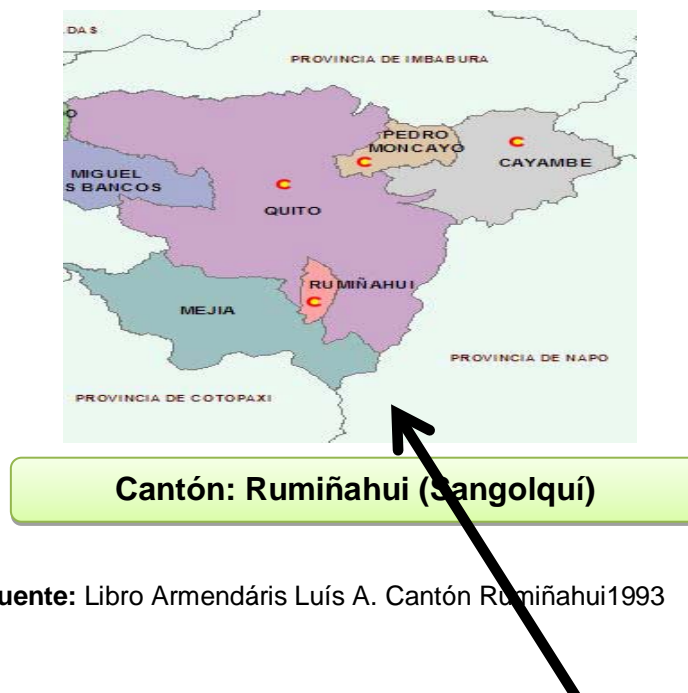 DAS
PROVINCIA DE IMBABURA
O
PEDRO
MONCAYO
C
C
CAYAMBE
MIGUEL
S BANCOS
C
QUITO
RUMIÑAHUI
C
MEJIA
PROVINCIA DE NAPO
PROVINCIA DE COTOPAXI
Cantón: Rumiñahui (Sangolquí)
uente: Libro Armendáris Luís A. Cantón Rumiñahui1993